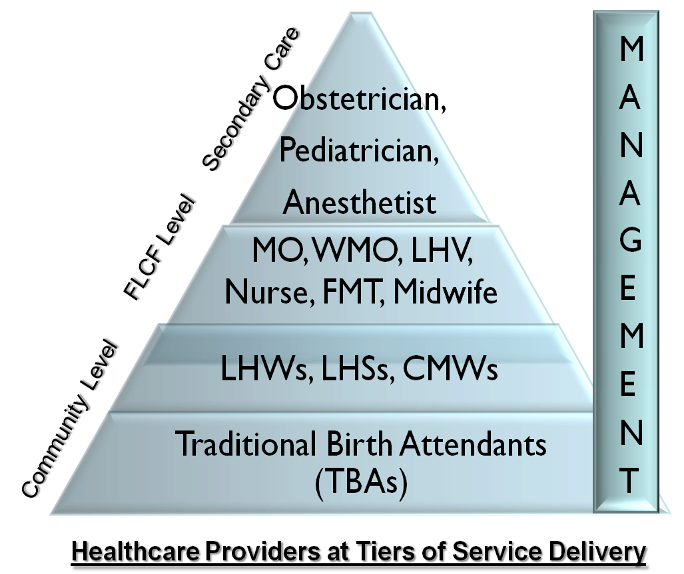 Secondary Care
Obstetrician,
Pediatrician,
Anesthetist
FLCF Level
MO, WMO, LHV,
Nurse, FMT, Midwife
Community Level
LHWs, LHSs, CMWs
Traditional Birth Attendants
(TBAs)
MANAGEMENT
Healthcare Providers at Tiers of Service Delivery